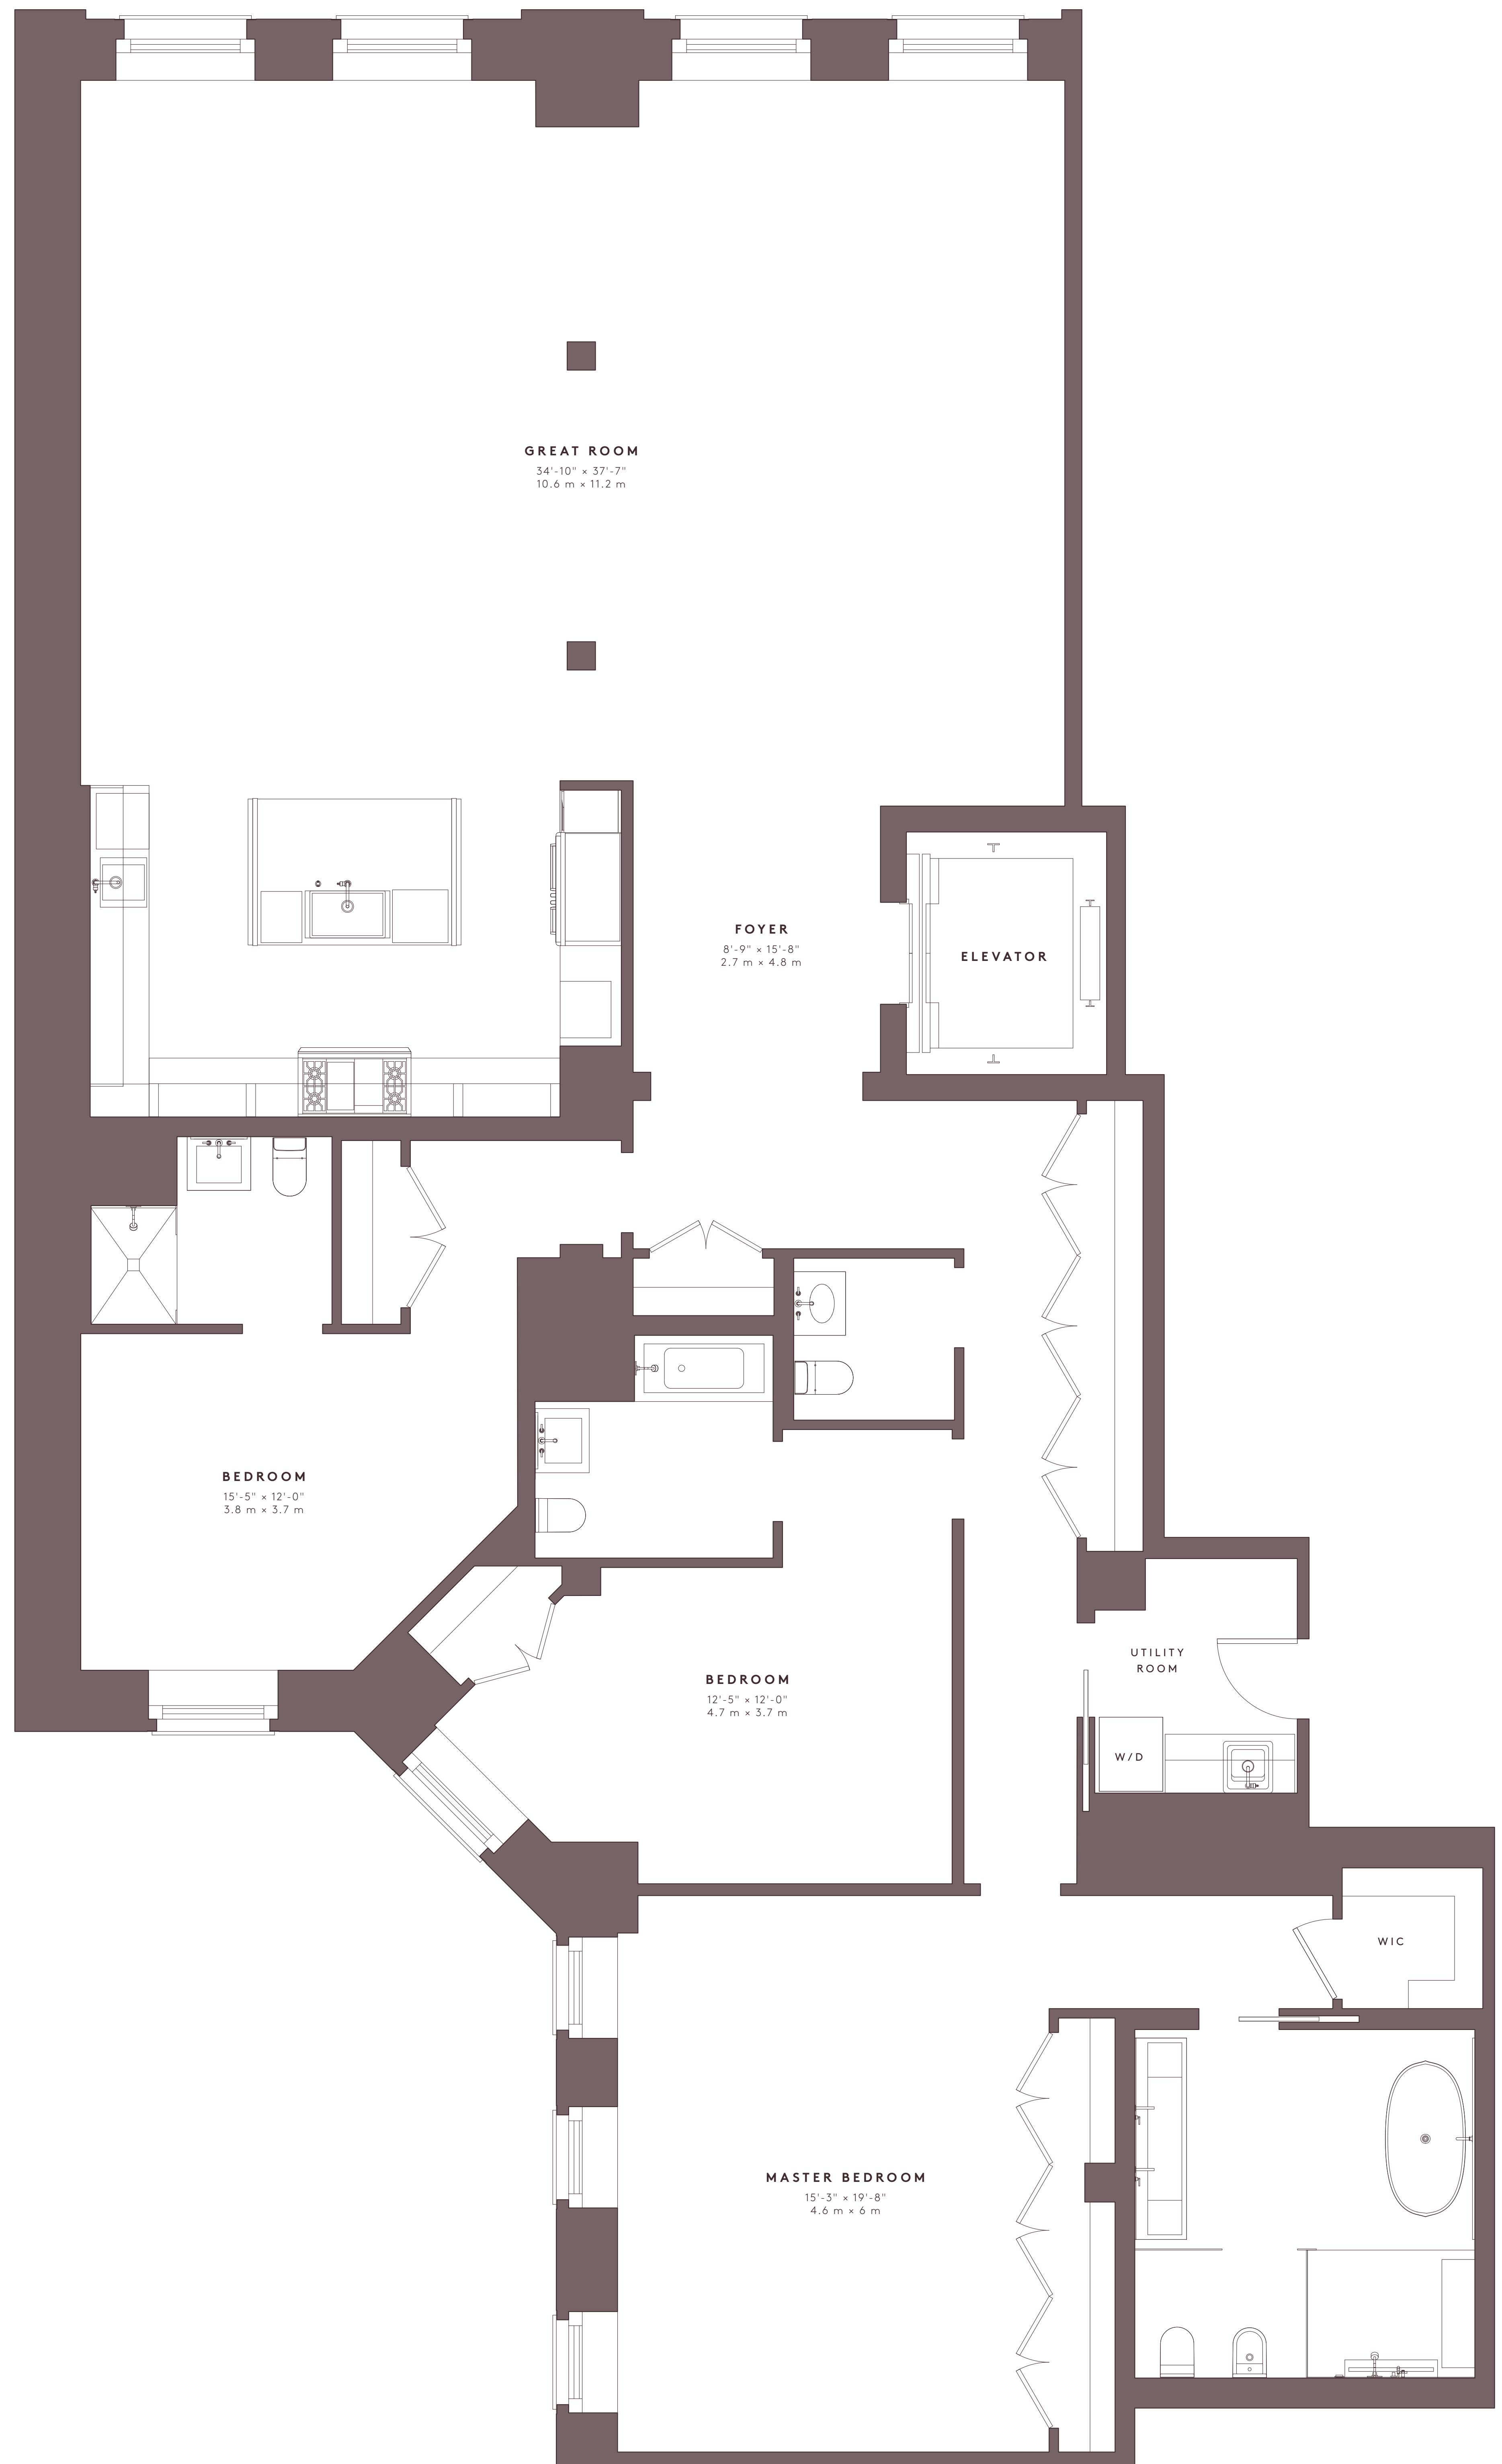 GREAT ROOM
34'-10" × 37'-7"
10.6 m × 11.2 m
FOYER
8'-9" × 15'-8"
2.7 m × 4.8 m
ELEVATOR
BEDROOM
15'-5" × 12'-0"
3.8 m × 3.7 m
UTILITY
ROOM
BEDROOM
12'-5" × 12'-0"
4.7 m × 3.7 m
W/D
WIC
MASTER BEDROOM
15'-3" × 19'-8"
4.6 m × 6 m